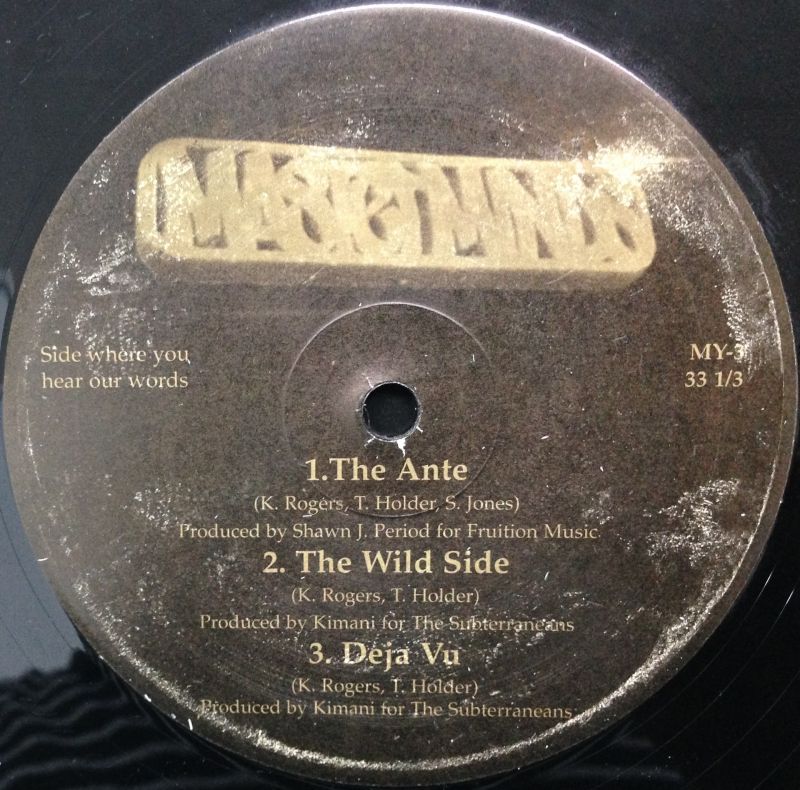 Side where you
hear our words
MY-3
33 1/3
1.The Ante
(K. Rogers, T. Holder, S. Jones)
Produced by Shawn J. Period for Fruition Music
2. The Wild Side
(K. Rogers, T. Holder)
Produced by Kimani for The Subterraneans
3. Deja Vu
(K. Rogers, T. Holder)
Produced by Kimani for The Subterraneans